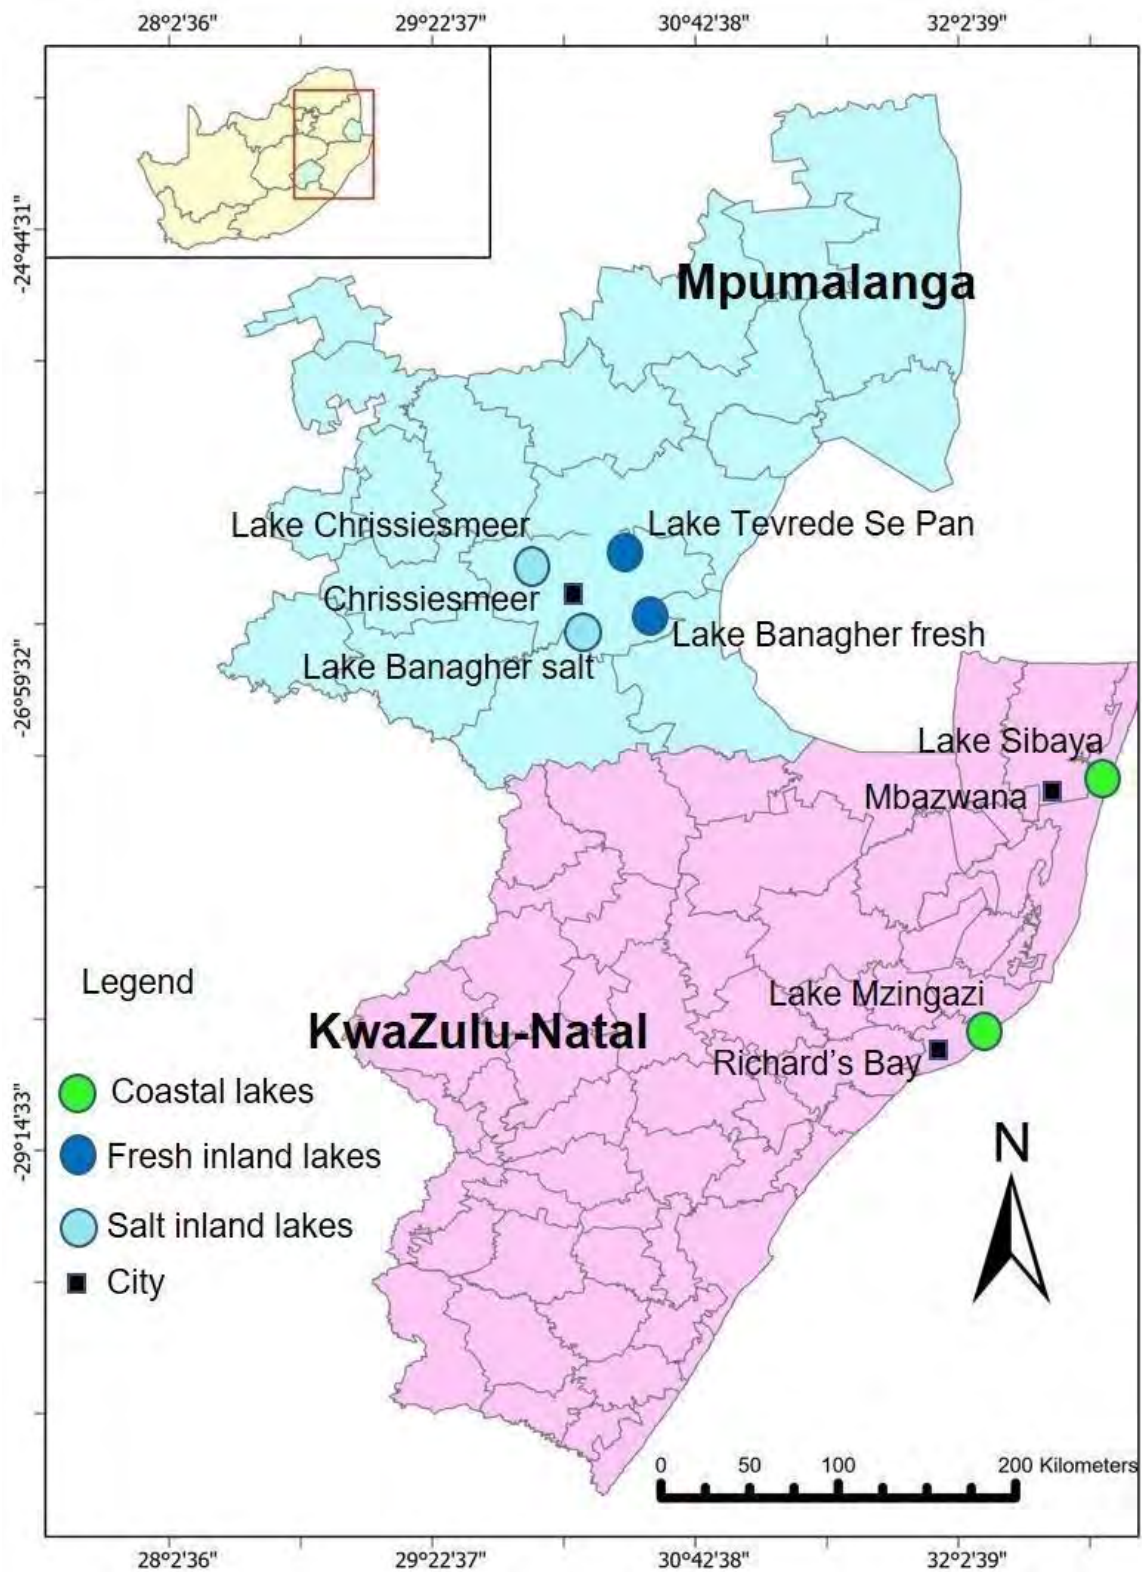 28°2'36" 29°22'37" 30°42'38" 32°2'39"
-24°44'31"
Mpumalanga
Lake Chrissiesmeer
Lake Tevrede Se Pan
Chrissiesmeer
Lake Banagher fresh
Lake Banagher salt
-26°59'32"
Lake Sibaya
Mbazwana
Legend
Lake Mzingazi
KwaZulu-Natal
Richard's Bay
Coastal lakes
-29°14'33"
Fresh inland lakes
N
Salt inland lakes
City
0 50 100 200 Kilometers
28°2'36" 29°22'37" 30°42'38" 32°2'39"